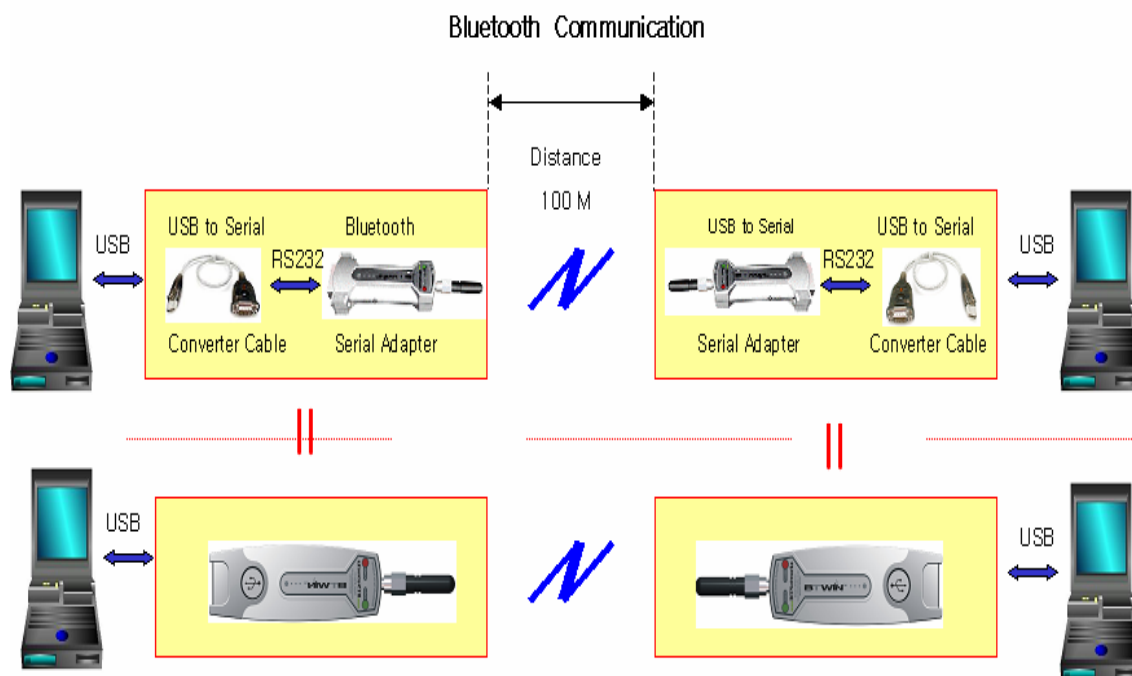 Bluetooth Communication
Distance
100 M
USB
USB to Serial
Bluetooth
RS232
Converter Cable
Serial Adapter
USB to Serial
USB to Serial
RS232
Serial Adapter
Converter Cable
USB
USB
BTWIN
BTWIN
USB